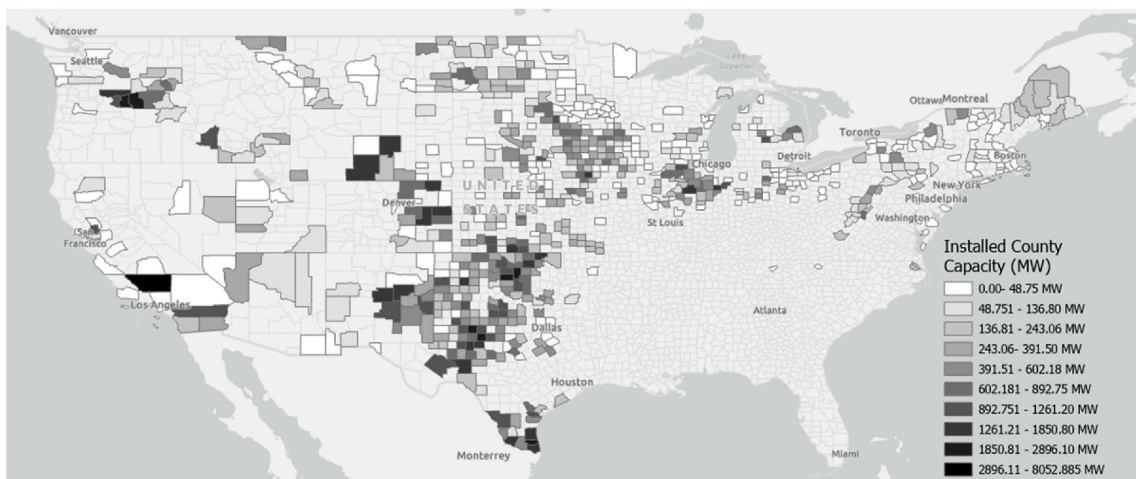 Vancouver
Seattle
Lake
Superior
Ottawa
Montreal
Toronto
Boston
Detroit
Chicago
New York
Philadelphia
UNITED
STATES
Denver
Washington
St Louis
San
Francisco
Los Angeles
Atlanta
Dallas
Houston
Monterrey
Miami
Installed County
Capacity (MW)
0.00- 48.75 MW
48.751 - 136.80 MW
136.81 - 243.06 MW
243.06- 391.50 MW
391.51 - 602.18 MW
602.181 - 892.75 MW
892.751 - 1261.20 MW
1261.21 - 1850.80 MW
1850.81 - 2896.10 MW
2896.11 - 8052.885 MW